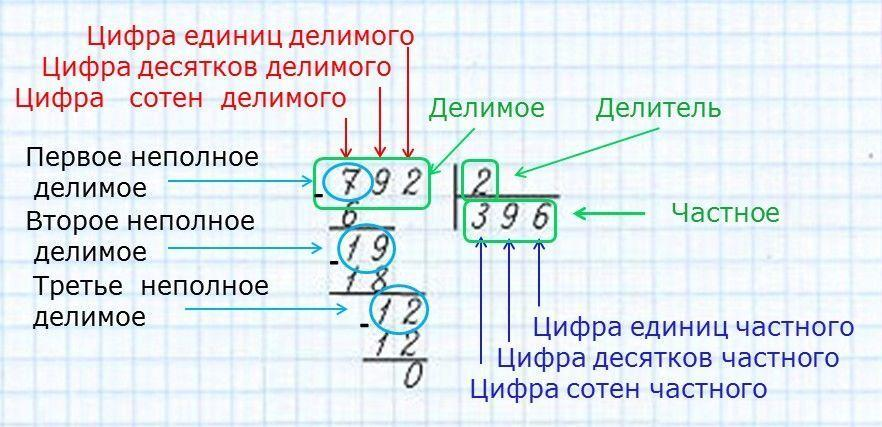 Цифра единиц делимого
Цифра десятков делимого
Цифра сотен делимого
Делимое
Делитель
Первое неполное
делимое
Второе неполное
делимое
Третье неполное
делимое
- 792 | 2
6
396
Частное
- 19
18
- 12
12
0
Цифра единиц частного
Цифра десятков частного
Цифра сотен частного